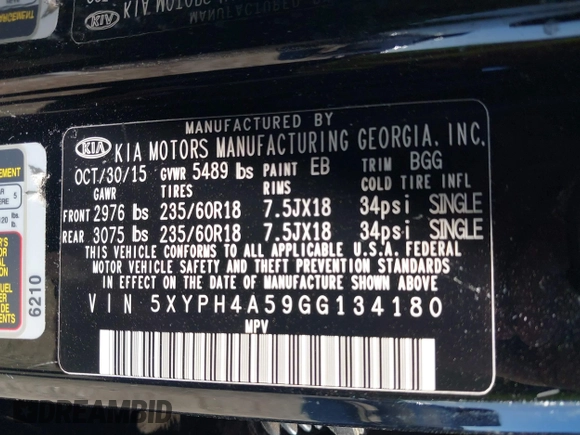 KIA MOTORS
MANUFACTURED BY
KIA KIA MOTORS MANUFACTURING GEORGIA, INC.
OCT/30/15 GVWR 5489 lbs PAINT EB TRIM BGG
GAWR TIRES RIMS COLD TIRE INFL
FRONT 2976 lbs 235/60R18 7.5JX18 34psi SINGLE
REAR 3075 lbs 235/60R18 7.5JX18 34psi SINGLE
THIS VEHICLE CONFORMS TO ALL APPLICABLE U.S.A. FEDERAL
MOTOR VEHICLE SAFETY AND THEFT PREVENTION STANDARDS
IN EFFECT ON THE DATE OF MANUFACTURE SHOWN ABOVE
VIN 5XYPH4A59GG134180
MPV
6210
DREAMBID